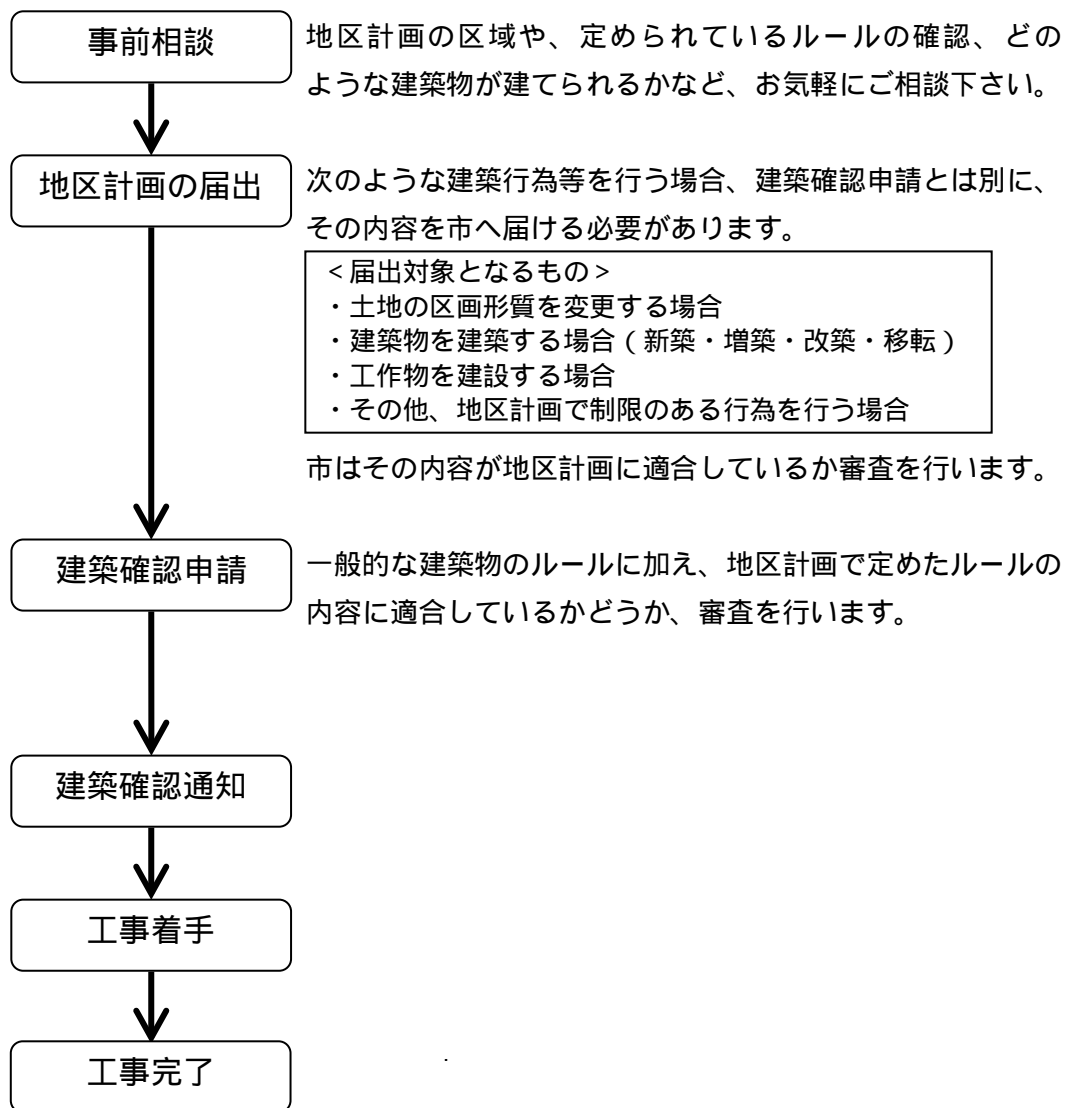 事前相談
地区計画の区域や、定められているルールの確認、どの
ような建築物が建てられるかなど、お気軽にご相談下さい。
地区計画の届出
次のような建築行為等を行う場合、建築確認申請とは別に、
その内容を市へ届ける必要があります。
<届出対象となるもの>
・土地の区画形質を変更する場合
・建築物を建築する場合(新築・増築・改築・移転)
・工作物を建設する場合
・その他、地区計画で制限のある行為を行う場合
市はその内容が地区計画に適合しているか審査を行います。
建築確認申請
一般的な建築物のルールに加え、地区計画で定めたルールの
内容に適合しているかどうか、審査を行います。
建築確認通知
工事着手
工事完了